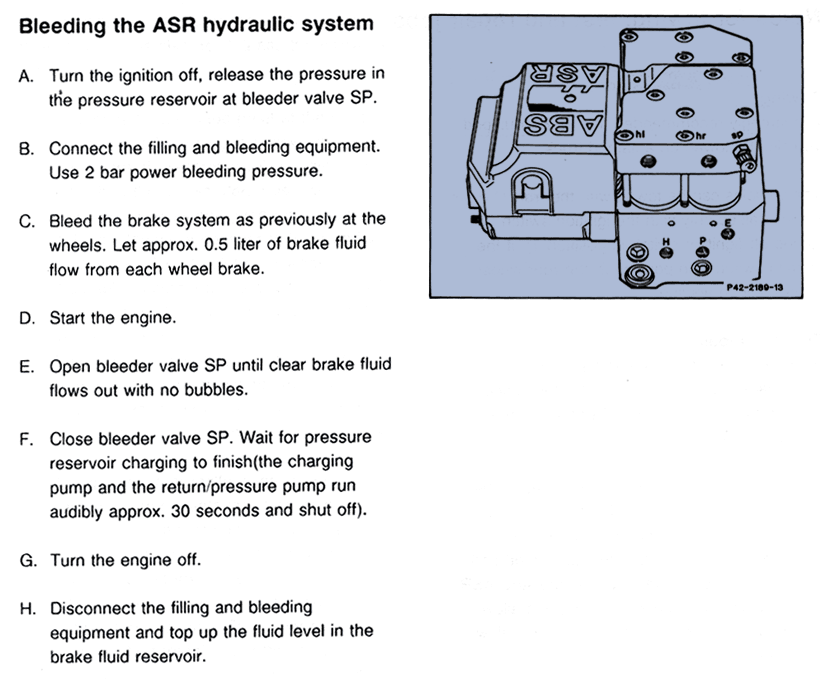 Bleeding the ASR hydraulic system
A. Turn the ignition off, release the pressure in
the pressure reservoir at bleeder valve SP.
B. Connect the filling and bleeding equipment.
Use 2 bar power bleeding pressure.
C. Bleed the brake system as previously at the
wheels. Let approx. 0.5 liter of brake fluid
flow from each wheel brake.
D. Start the engine.
E. Open bleeder valve SP until clear brake fluid
flows out with no bubbles.
F. Close bleeder valve SP. Wait for pressure
reservoir charging to finish(the charging
pump and the return/pressure pump run
audibly approx. 30 seconds and shut off).
G. Turn the engine off.
H. Disconnect the filling and bleeding
equipment and top up the fluid level in the
brake fluid reservoir.
ASR
ABS
hl hr sp
E
H P
P42-2189-13